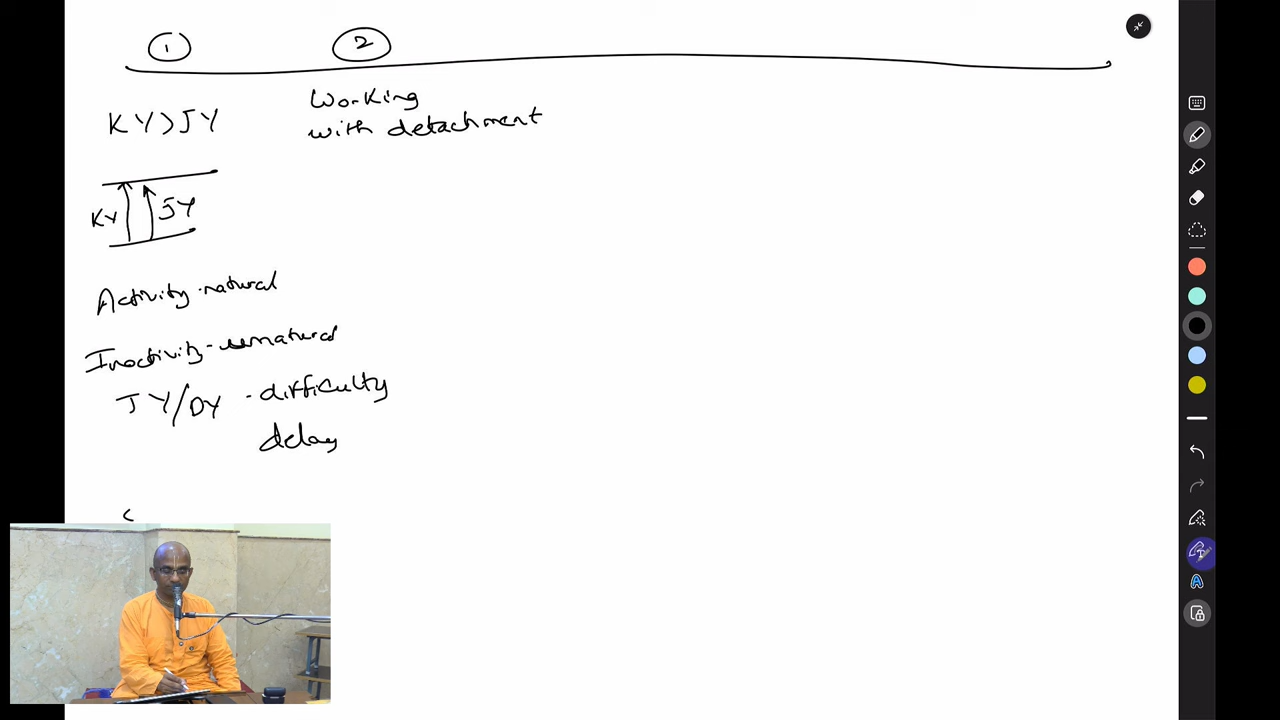 1
2
KY>JY
Working
with detachment
KY
JY
Activity-natural
Inactivity-unnatural
JY/DY - difficulty
delay